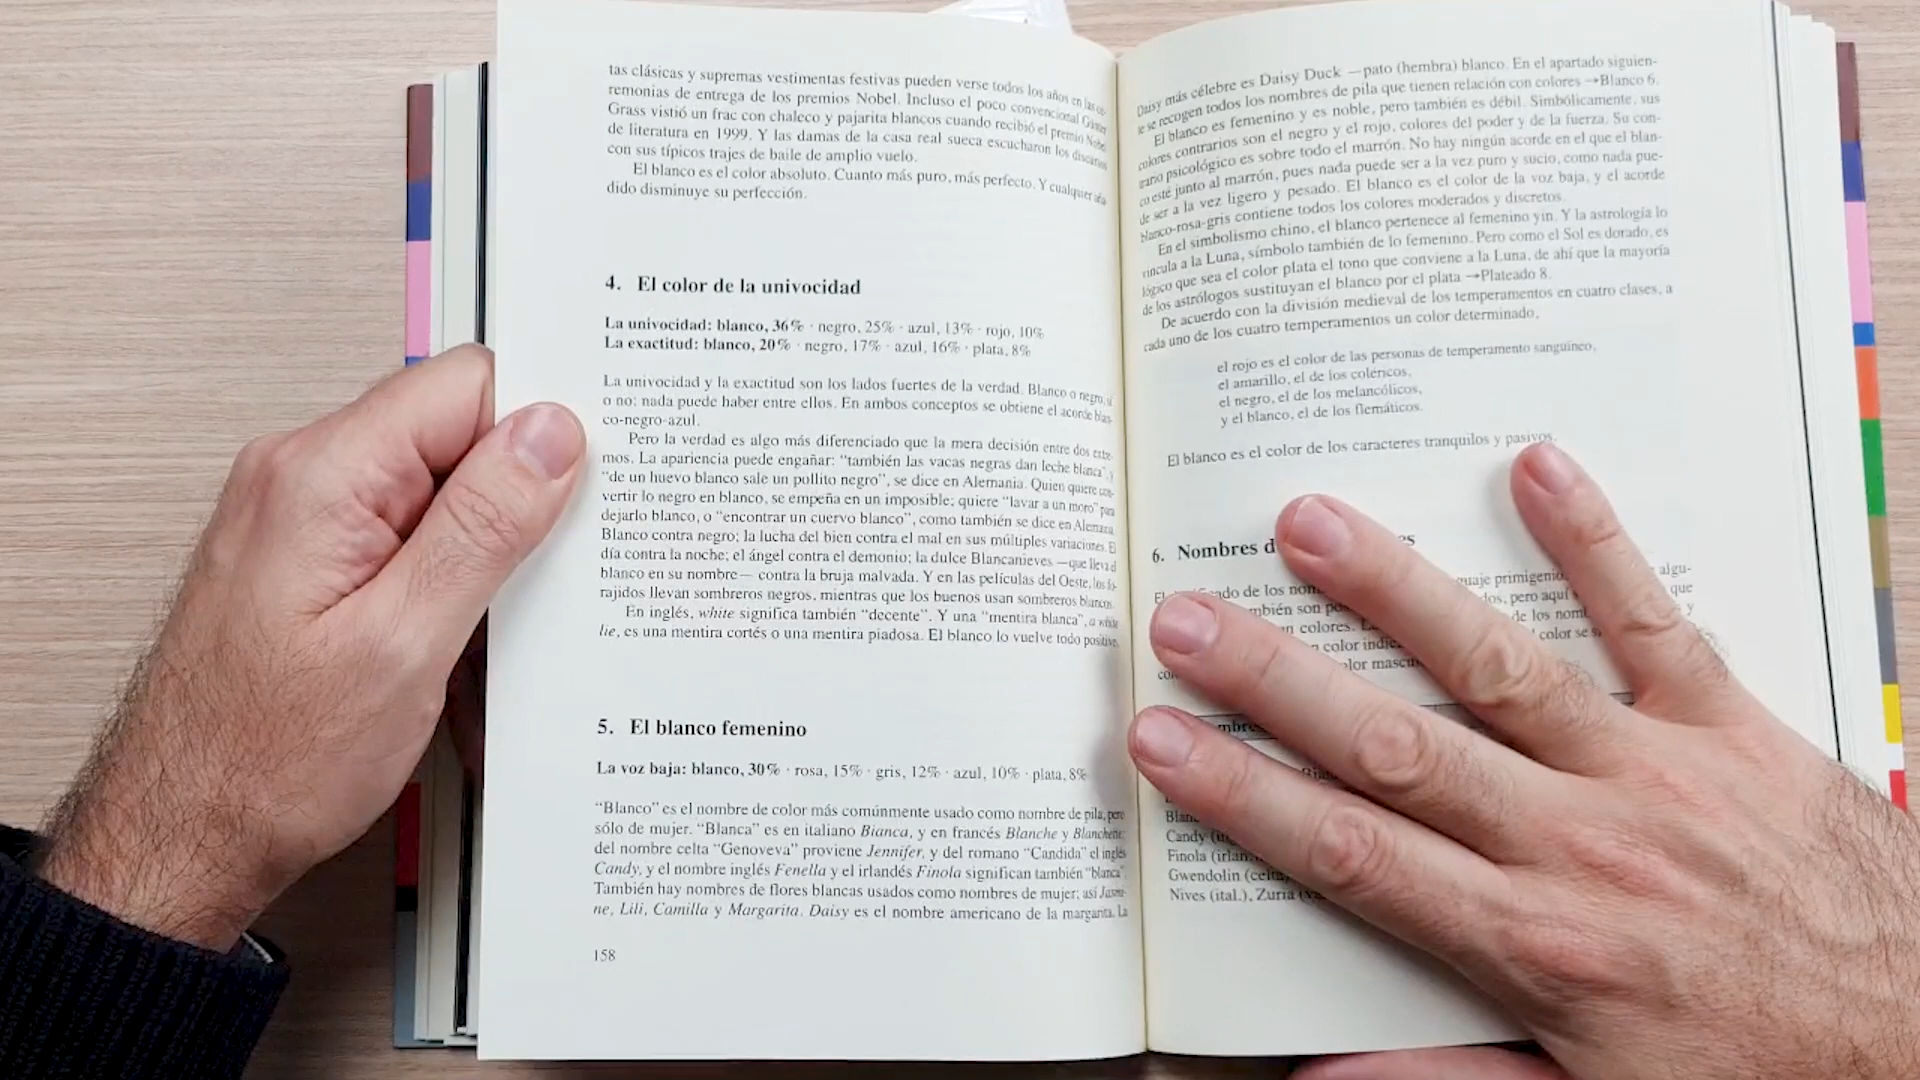 tas clásicas y supremas vestimentas festivas pueden verse todos los años en las ce-
remonias de entrega de los premios Nobel. Incluso el poco convencional Günter
Grass vistió un frac con chaleco y pajarita blancos cuando recibió el premio Nobel
de literatura en 1999. Y las damas de la casa real sueca escucharon los discursos
con sus típicos trajes de baile de amplio vuelo.
El blanco es el color absoluto. Cuanto más puro, más perfecto. Y cualquier aña-
dido disminuye su perfección.
4. El color de la univocidad
La univocidad: blanco, 36% · negro, 25% · azul, 13% · rojo, 10%
La exactitud: blanco, 20% · negro, 17% · azul, 16% · plata, 8%
La univocidad y la exactitud son los lados fuertes de la verdad. Blanco o negro, sí
o no: nada puede haber entre ellos. En ambos conceptos se obtiene el acorde blan-
co-negro-azul.
Pero la verdad es algo más diferenciado que la mera decisión entre dos extre-
mos. La apariencia puede engañar: “también las vacas negras dan leche blanca”, y
“de un huevo blanco sale un pollito negro”, se dice en Alemania. Quien quiere con-
vertir lo negro en blanco, se empeña en un imposible; quiere “lavar a un moro” para
dejarlo blanco, o “encontrar un cuervo blanco”, como también se dice en Alemania.
Blanco contra negro; la lucha del bien contra el mal en sus múltiples variaciones. El
día contra la noche; el ángel contra el demonio; la dulce Blancanieves —que lleva el
blanco en su nombre— contra la bruja malvada. Y en las películas del Oeste, los fo-
rajidos llevan sombreros negros, mientras que los buenos usan sombreros blancos.
En inglés, white significa también “decente”. Y una “mentira blanca”, a white
lie, es una mentira cortés o una mentira piadosa. El blanco lo vuelve todo positivo.
5. El blanco femenino
La voz baja: blanco, 30% · rosa, 15% · gris, 12% · azul, 10% · plata, 8%
“Blanco” es el nombre de color más comúnmente usado como nombre de pila, pero
sólo de mujer. “Blanca” es en italiano Bianca, y en francés Blanche y Blanchette;
del nombre celta “Genoveva” proviene Jennifer, y del romano “Candida” el inglés
Candy, y el nombre inglés Fenella y el irlandés Finola significan también “blanca”.
También hay nombres de flores blancas usados como nombres de mujer; así Jasmi-
ne, Lili, Camilla y Margarita. Daisy es el nombre americano de la margarita. La
158
Daisy más célebre es Daisy Duck —pato (hembra) blanco. En el apartado siguien-
te se recogen todos los nombres de pila que tienen relación con colores →Blanco 6.
El blanco es femenino y es noble, pero también es débil. Simbólicamente, sus
colores contrarios son el negro y el rojo, colores del poder y de la fuerza. Su con-
trario psicológico es sobre todo el marrón. No hay ningún acorde en el que el blan-
co esté junto al marrón, pues nada puede ser a la vez puro y sucio, como nada pue-
de ser a la vez ligero y pesado. El blanco es el color de la voz baja, y el acorde
blanco-rosa-gris contiene todos los colores moderados y discretos.
En el simbolismo chino, el blanco pertenece al femenino yin. Y la astrología lo
vincula a la Luna, símbolo también de lo femenino. Pero como el Sol es dorado, es
lógico que sea el color plata el tono que conviene a la Luna, de ahí que la mayoría
de los astrólogos sustituyan el blanco por el plata →Plateado 8.
De acuerdo con la división medieval de los temperamentos en cuatro clases, a
cada uno de los cuatro temperamentos un color determinado,
el rojo es el color de las personas de temperamento sanguíneo,
el amarillo, el de los coléricos,
el negro, el de los melancólicos,
y el blanco, el de los flemáticos.
El blanco es el color de los caracteres tranquilos y pasivos.
6. Nombres
de los primigenio algu-
también son pero aquí que
colores. de los y
color color se
color
Candy
Finola
Gwendolin (celta)
Nives (ital.), Zuria